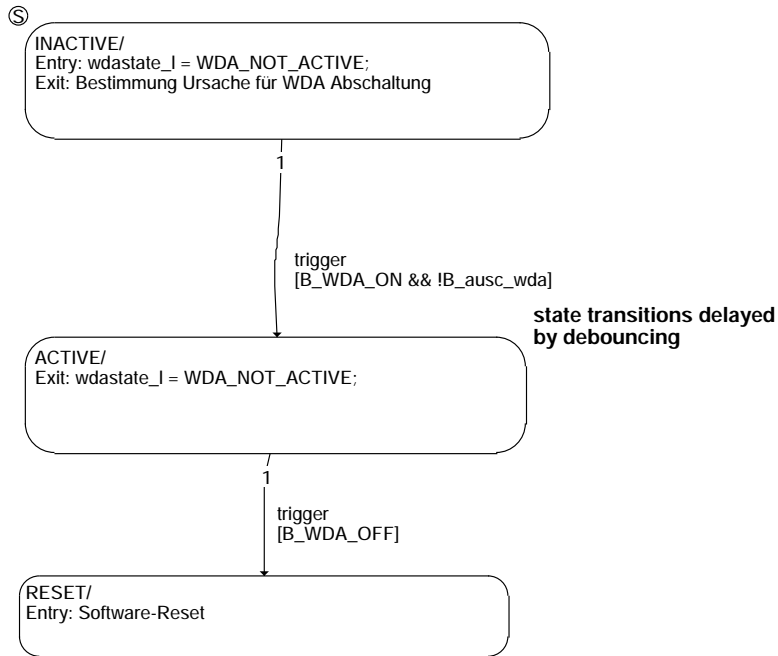 S
INACTIVE/
Entry: wdastate_l = WDA_NOT_ACTIVE;
Exit: Bestimmung Ursache für WDA Abschaltung
1
trigger
[B_WDA_ON && !B_ausc_wda]
state transitions delayed
by debouncing
ACTIVE/
Exit: wdastate_l = WDA_NOT_ACTIVE;
1
trigger
[B_WDA_OFF]
RESET/
Entry: Software-Reset